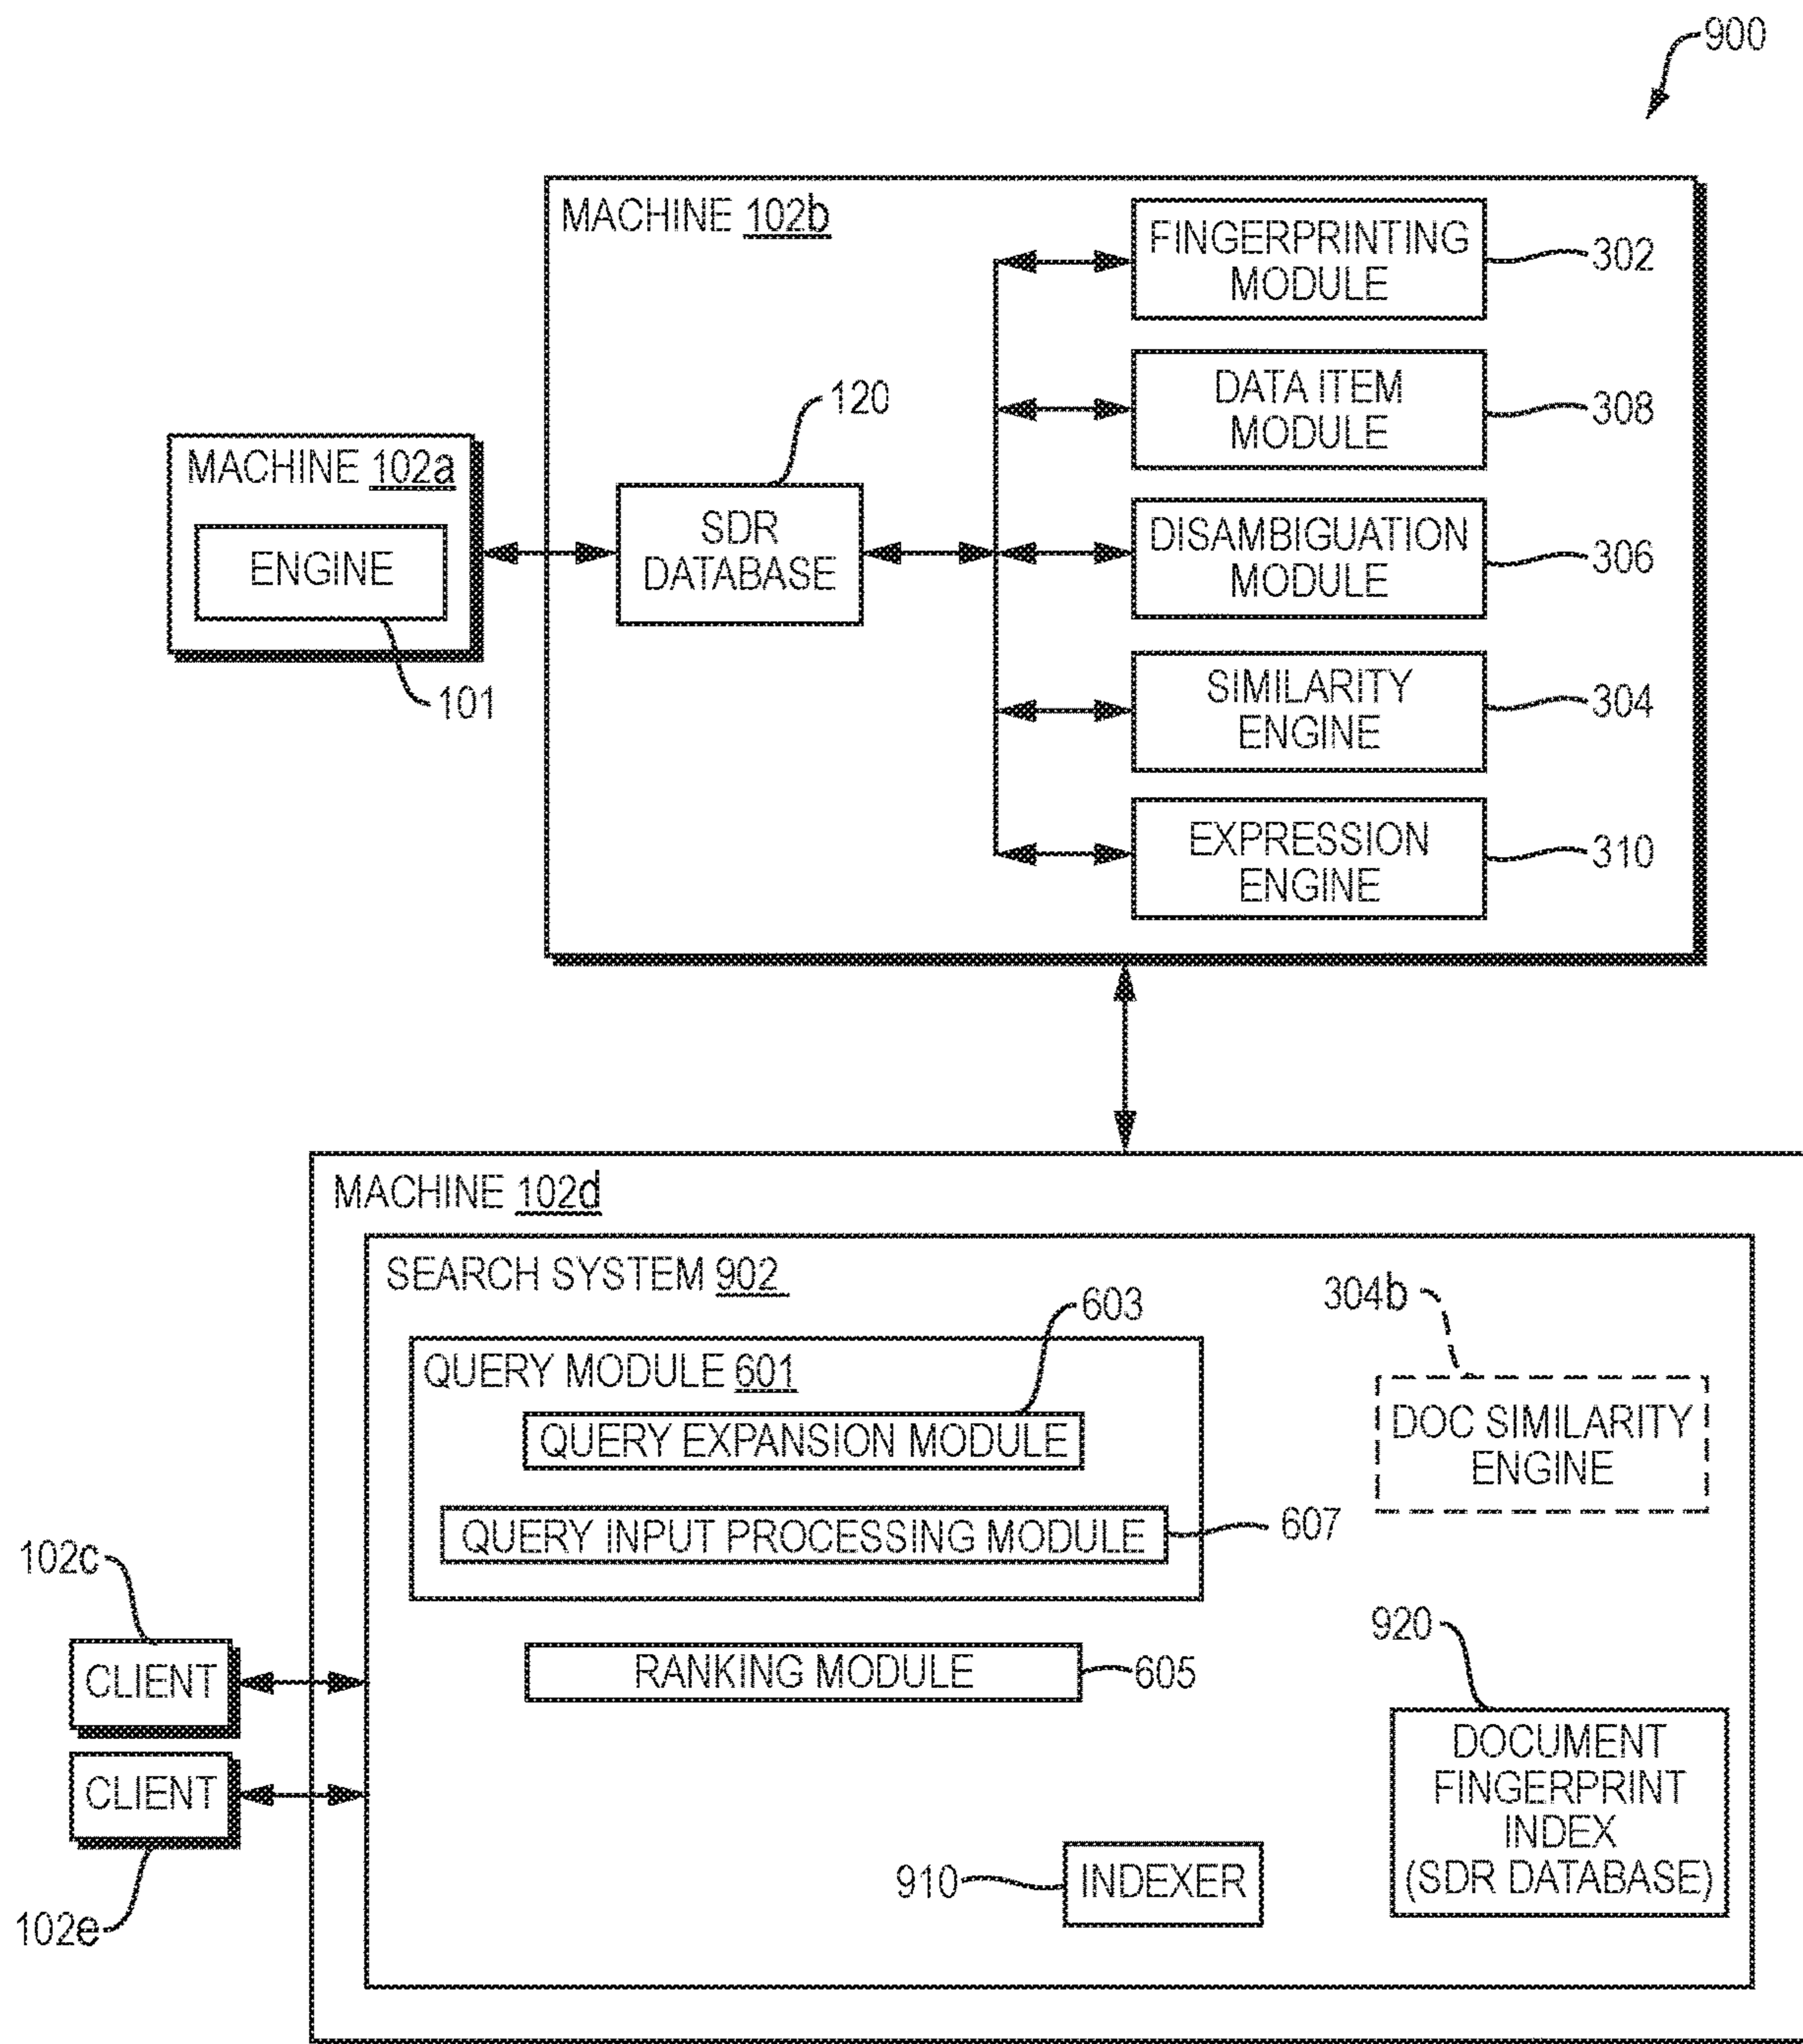 900
MACHINE 102b
FINGERPRINTING
MODULE
302
DATA ITEM
MODULE
308
120
MACHINE 102a
ENGINE
101
SDR
DATABASE
DISAMBIGUATION
MODULE
306
SIMILARITY
ENGINE
304
EXPRESSION
ENGINE
310
MACHINE 102d
SEARCH SYSTEM 902
603
304b
QUERY MODULE 601
QUERY EXPANSION MODULE
DOC SIMILARITY
ENGINE
QUERY INPUT PROCESSING MODULE
607
102c
CLIENT
RANKING MODULE
605
920
CLIENT
102e
DOCUMENT
FINGERPRINT
INDEX
(SDR DATABASE)
910
INDEXER